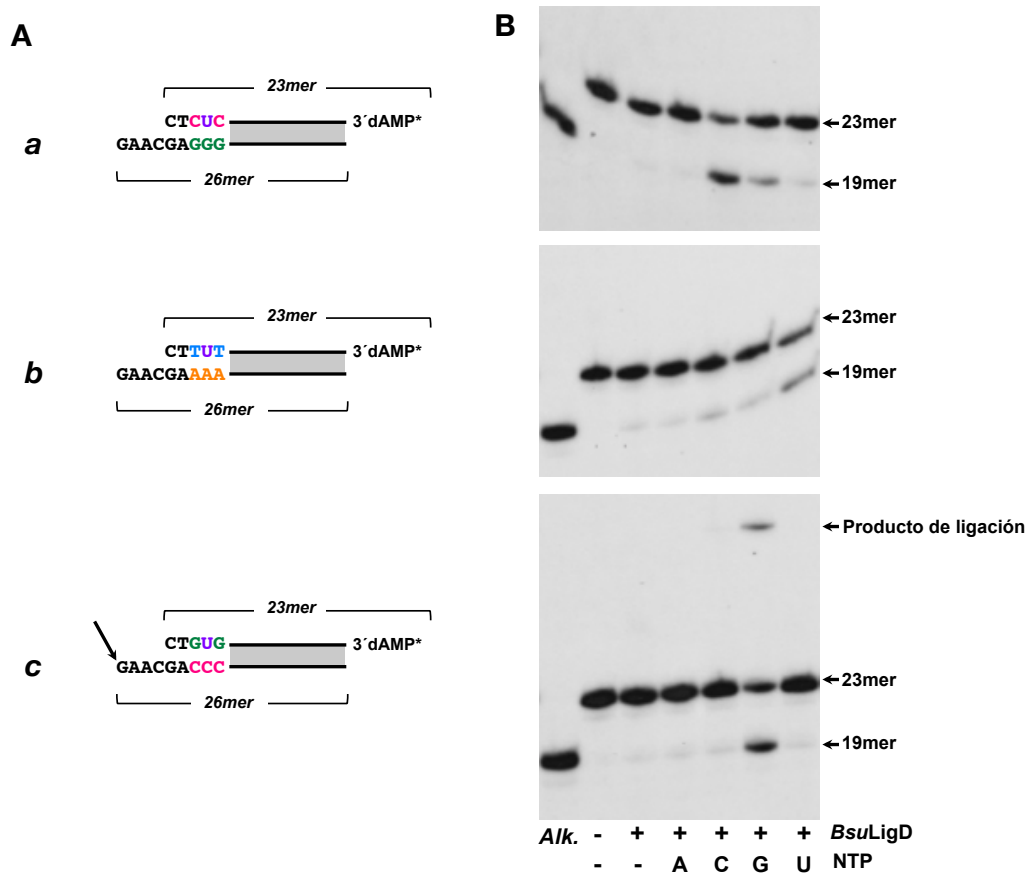 A
B
23mer
CTCUC
3´dAMP*
a
GAACGAGGG
26mer
23mer
19mer
23mer
CTTUT
3´dAMP*
b
GAACGAAAA
26mer
23mer
19mer
23mer
CTGUG
3´dAMP*
c
GAACGACCC
26mer
Producto de ligación
23mer
19mer
Alk. - + + + + + BsuLigD
- - A C G U NTP